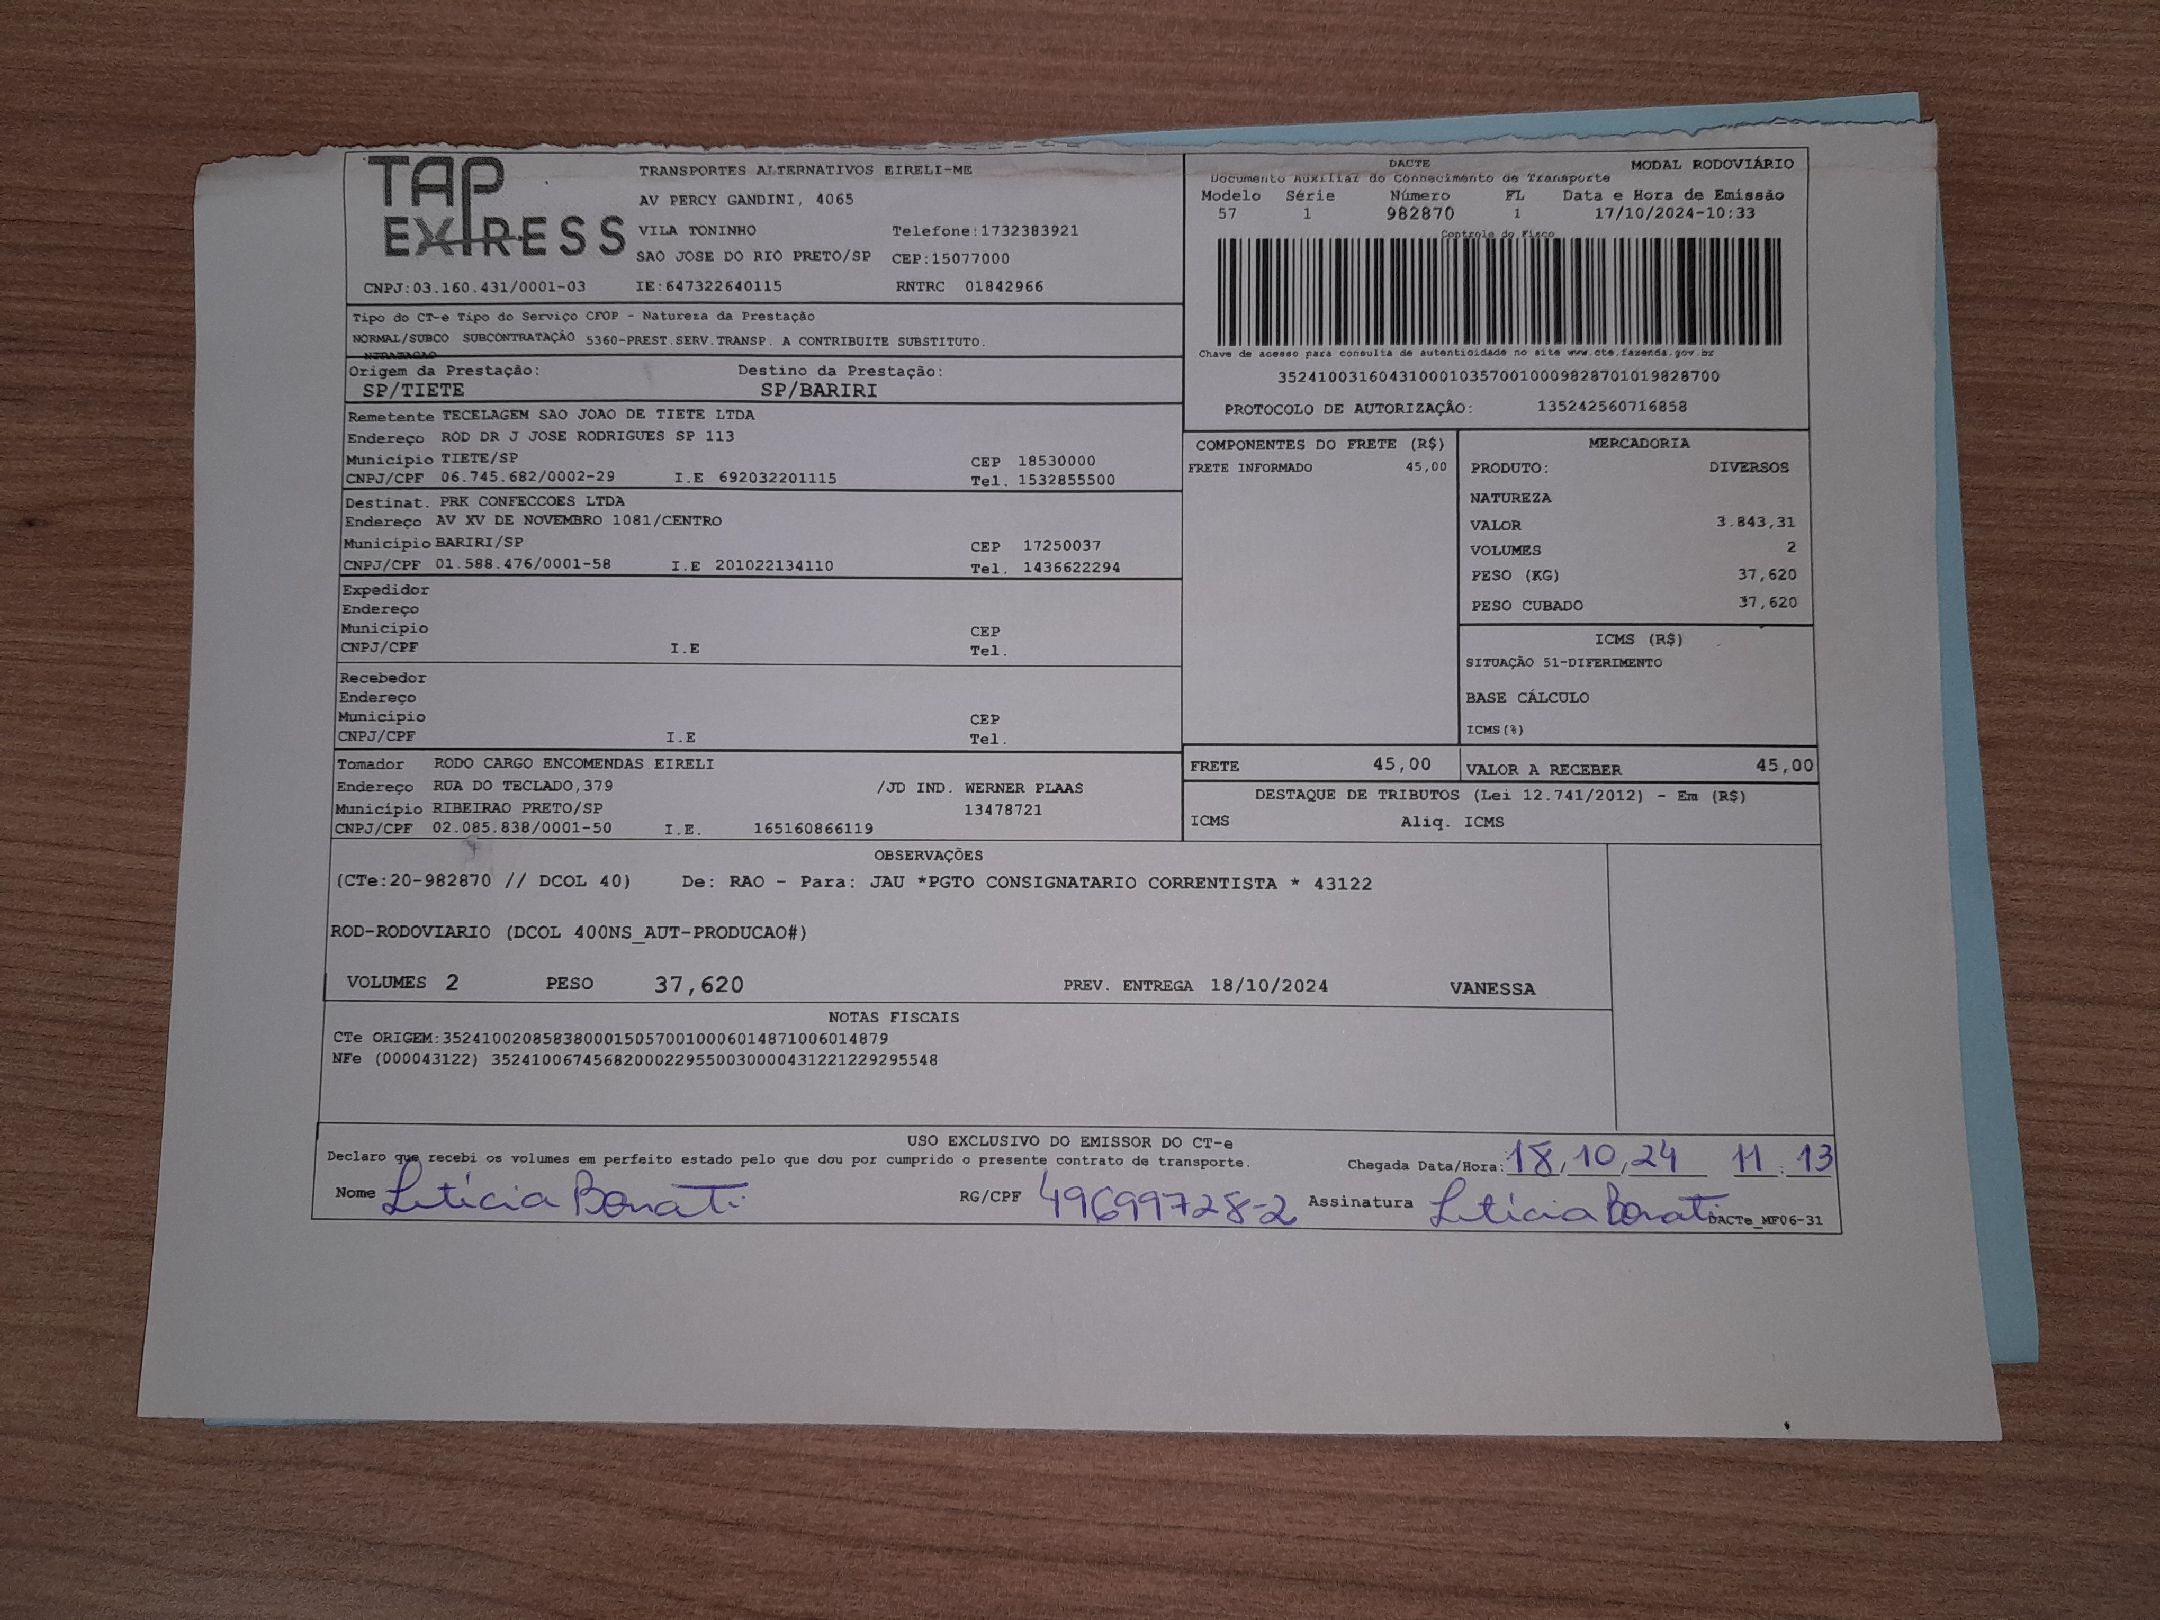 TAP EXPRESS
TRANSPORTES ALTERNATIVOS EIRELI-ME
AV PERCY GANDINI, 4065
VILA TONINHO Telefone:1732383921
SAO JOSE DO RIO PRETO/SP CEP:15077000
CNPJ:03.160.431/0001-03 IE:647322640115 RNTRC 01842966
DACTE MODAL RODOVIÁRIO
Documento Auxiliar do Conhecimento de Transporte
Modelo Série Número FL Data e Hora de Emissão
57 1 982870 1 17/10/2024-10:33
Controle do Fisco
Chave de acesso para consulta de autenticidade no site www.cte.fazenda.gov.br
35241003160431000103570010009828701019828700
PROTOCOLO DE AUTORIZAÇÃO: 135242560716858
Tipo do CT-e Tipo do Serviço CFOP - Natureza da Prestação
NORMAL/SUBCO SUBCONTRATAÇÃO 5360-PREST.SERV.TRANSP. A CONTRIBUITE SUBSTITUTO.
NTRATACAO
Origem da Prestação: Destino da Prestação:
SP/TIETE SP/BARIRI
Remetente TECELAGEM SAO JOAO DE TIETE LTDA
Endereço ROD DR J JOSE RODRIGUES SP 113
Município TIETE/SP CEP 18530000
CNPJ/CPF 06.745.682/0002-29 I.E 692032201115 Tel. 1532855500
Destinat. PRK CONFECCOES LTDA
Endereço AV XV DE NOVEMBRO 1081/CENTRO
Município BARIRI/SP CEP 17250037
CNPJ/CPF 01.588.476/0001-58 I.E 201022134110 Tel. 1436622294
Expedidor
Endereço
Município CEP
CNPJ/CPF I.E Tel.
Recebedor
Endereço
Município CEP
CNPJ/CPF I.E Tel.
Tomador RODO CARGO ENCOMENDAS EIRELI
Endereço RUA DO TECLADO,379 /JD IND. WERNER PLAAS
Município RIBEIRAO PRETO/SP 13478721
CNPJ/CPF 02.085.838/0001-50 I.E. 165160866119
COMPONENTES DO FRETE (R$)
FRETE INFORMADO 45,00
MERCADORIA
PRODUTO: DIVERSOS
NATUREZA
VALOR 3.843,31
VOLUMES 2
PESO (KG) 37,620
PESO CUBADO 37,620
ICMS (R$)
SITUAÇÃO 51-DIFERIMENTO
BASE CÁLCULO
ICMS(%)
FRETE 45,00 VALOR A RECEBER 45,00
DESTAQUE DE TRIBUTOS (Lei 12.741/2012) - Em (R$)
ICMS Aliq. ICMS
OBSERVAÇÕES
(CTe:20-982870 // DCOL 40) De: RAO - Para: JAU *PGTO CONSIGNATARIO CORRENTISTA * 43122
ROD-RODOVIARIO (DCOL 400NS_AUT-PRODUCAO#)
VOLUMES 2 PESO 37,620 PREV. ENTREGA 18/10/2024 VANESSA
NOTAS FISCAIS
CTe ORIGEM:35241002085838000150570010006014871006014879
NFe (000043122) 35241006745682000229550030000431221229295548
USO EXCLUSIVO DO EMISSOR DO CT-e
Declaro que recebi os volumes em perfeito estado pelo que dou por cumprido o presente contrato de transporte. Chegada Data/Hora: 18/10/24 11:13
Nome Letícia Bonati RG/CPF 49699728-2 Assinatura Letícia Bonati
DACTe_MF06-31